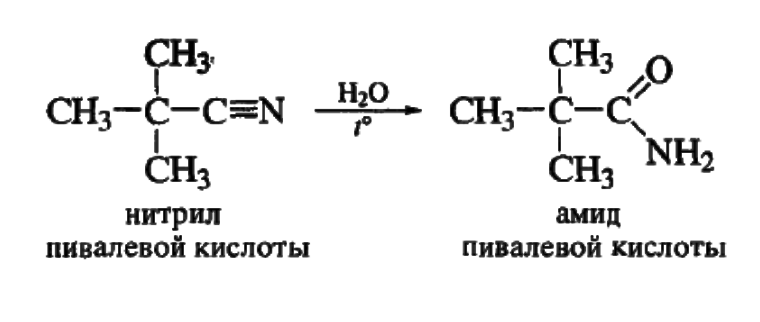 CH₃ CH₃
CH₃–C–C≡N H₂O t° CH₃–C–C O NH₂
CH₃ CH₃
нитрил амид
пивалевой кислоты пивалевой кислоты